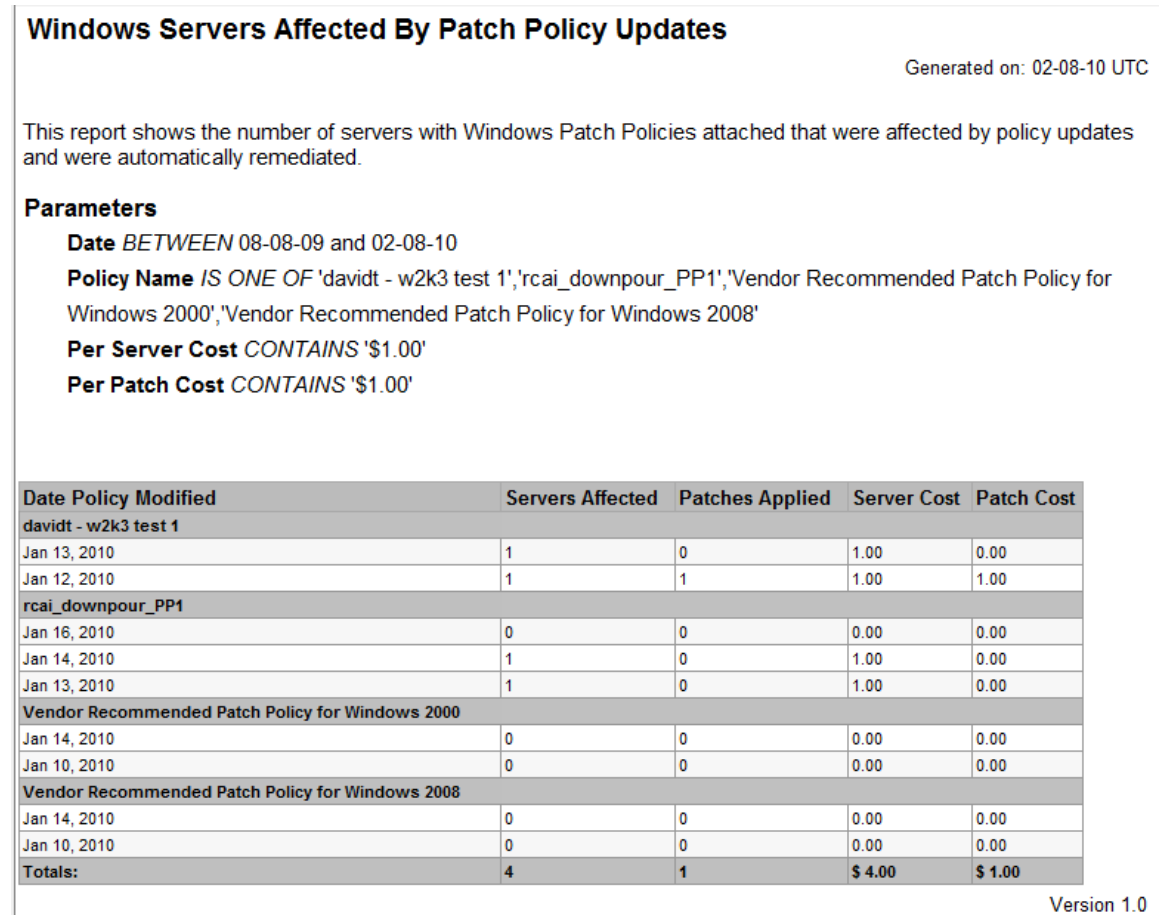 Windows Servers Affected By Patch Policy Updates
Generated on: 02-08-10 UTC
This report shows the number of servers with Windows Patch Policies attached that were affected by policy updates
and were automatically remediated.
Parameters
Date BETWEEN 08-08-09 and 02-08-10
Policy Name IS ONE OF 'davidt - w2k3 test 1','rcai_downpour_PP1','Vendor Recommended Patch Policy for
Windows 2000','Vendor Recommended Patch Policy for Windows 2008'
Per Server Cost CONTAINS '$1.00'
Per Patch Cost CONTAINS '$1.00'
Date Policy Modified Servers Affected Patches Applied Server Cost Patch Cost
davidt - w2k3 test 1
Jan 13, 2010 1 0 1.00 0.00
Jan 12, 2010 1 1 1.00 1.00
rcai_downpour_PP1
Jan 16, 2010 0 0 0.00 0.00
Jan 14, 2010 1 0 1.00 0.00
Jan 13, 2010 1 0 1.00 0.00
Vendor Recommended Patch Policy for Windows 2000
Jan 14, 2010 0 0 0.00 0.00
Jan 10, 2010 0 0 0.00 0.00
Vendor Recommended Patch Policy for Windows 2008
Jan 14, 2010 0 0 0.00 0.00
Jan 10, 2010 0 0 0.00 0.00
Totals: 4 1 $ 4.00 $ 1.00
Version 1.0